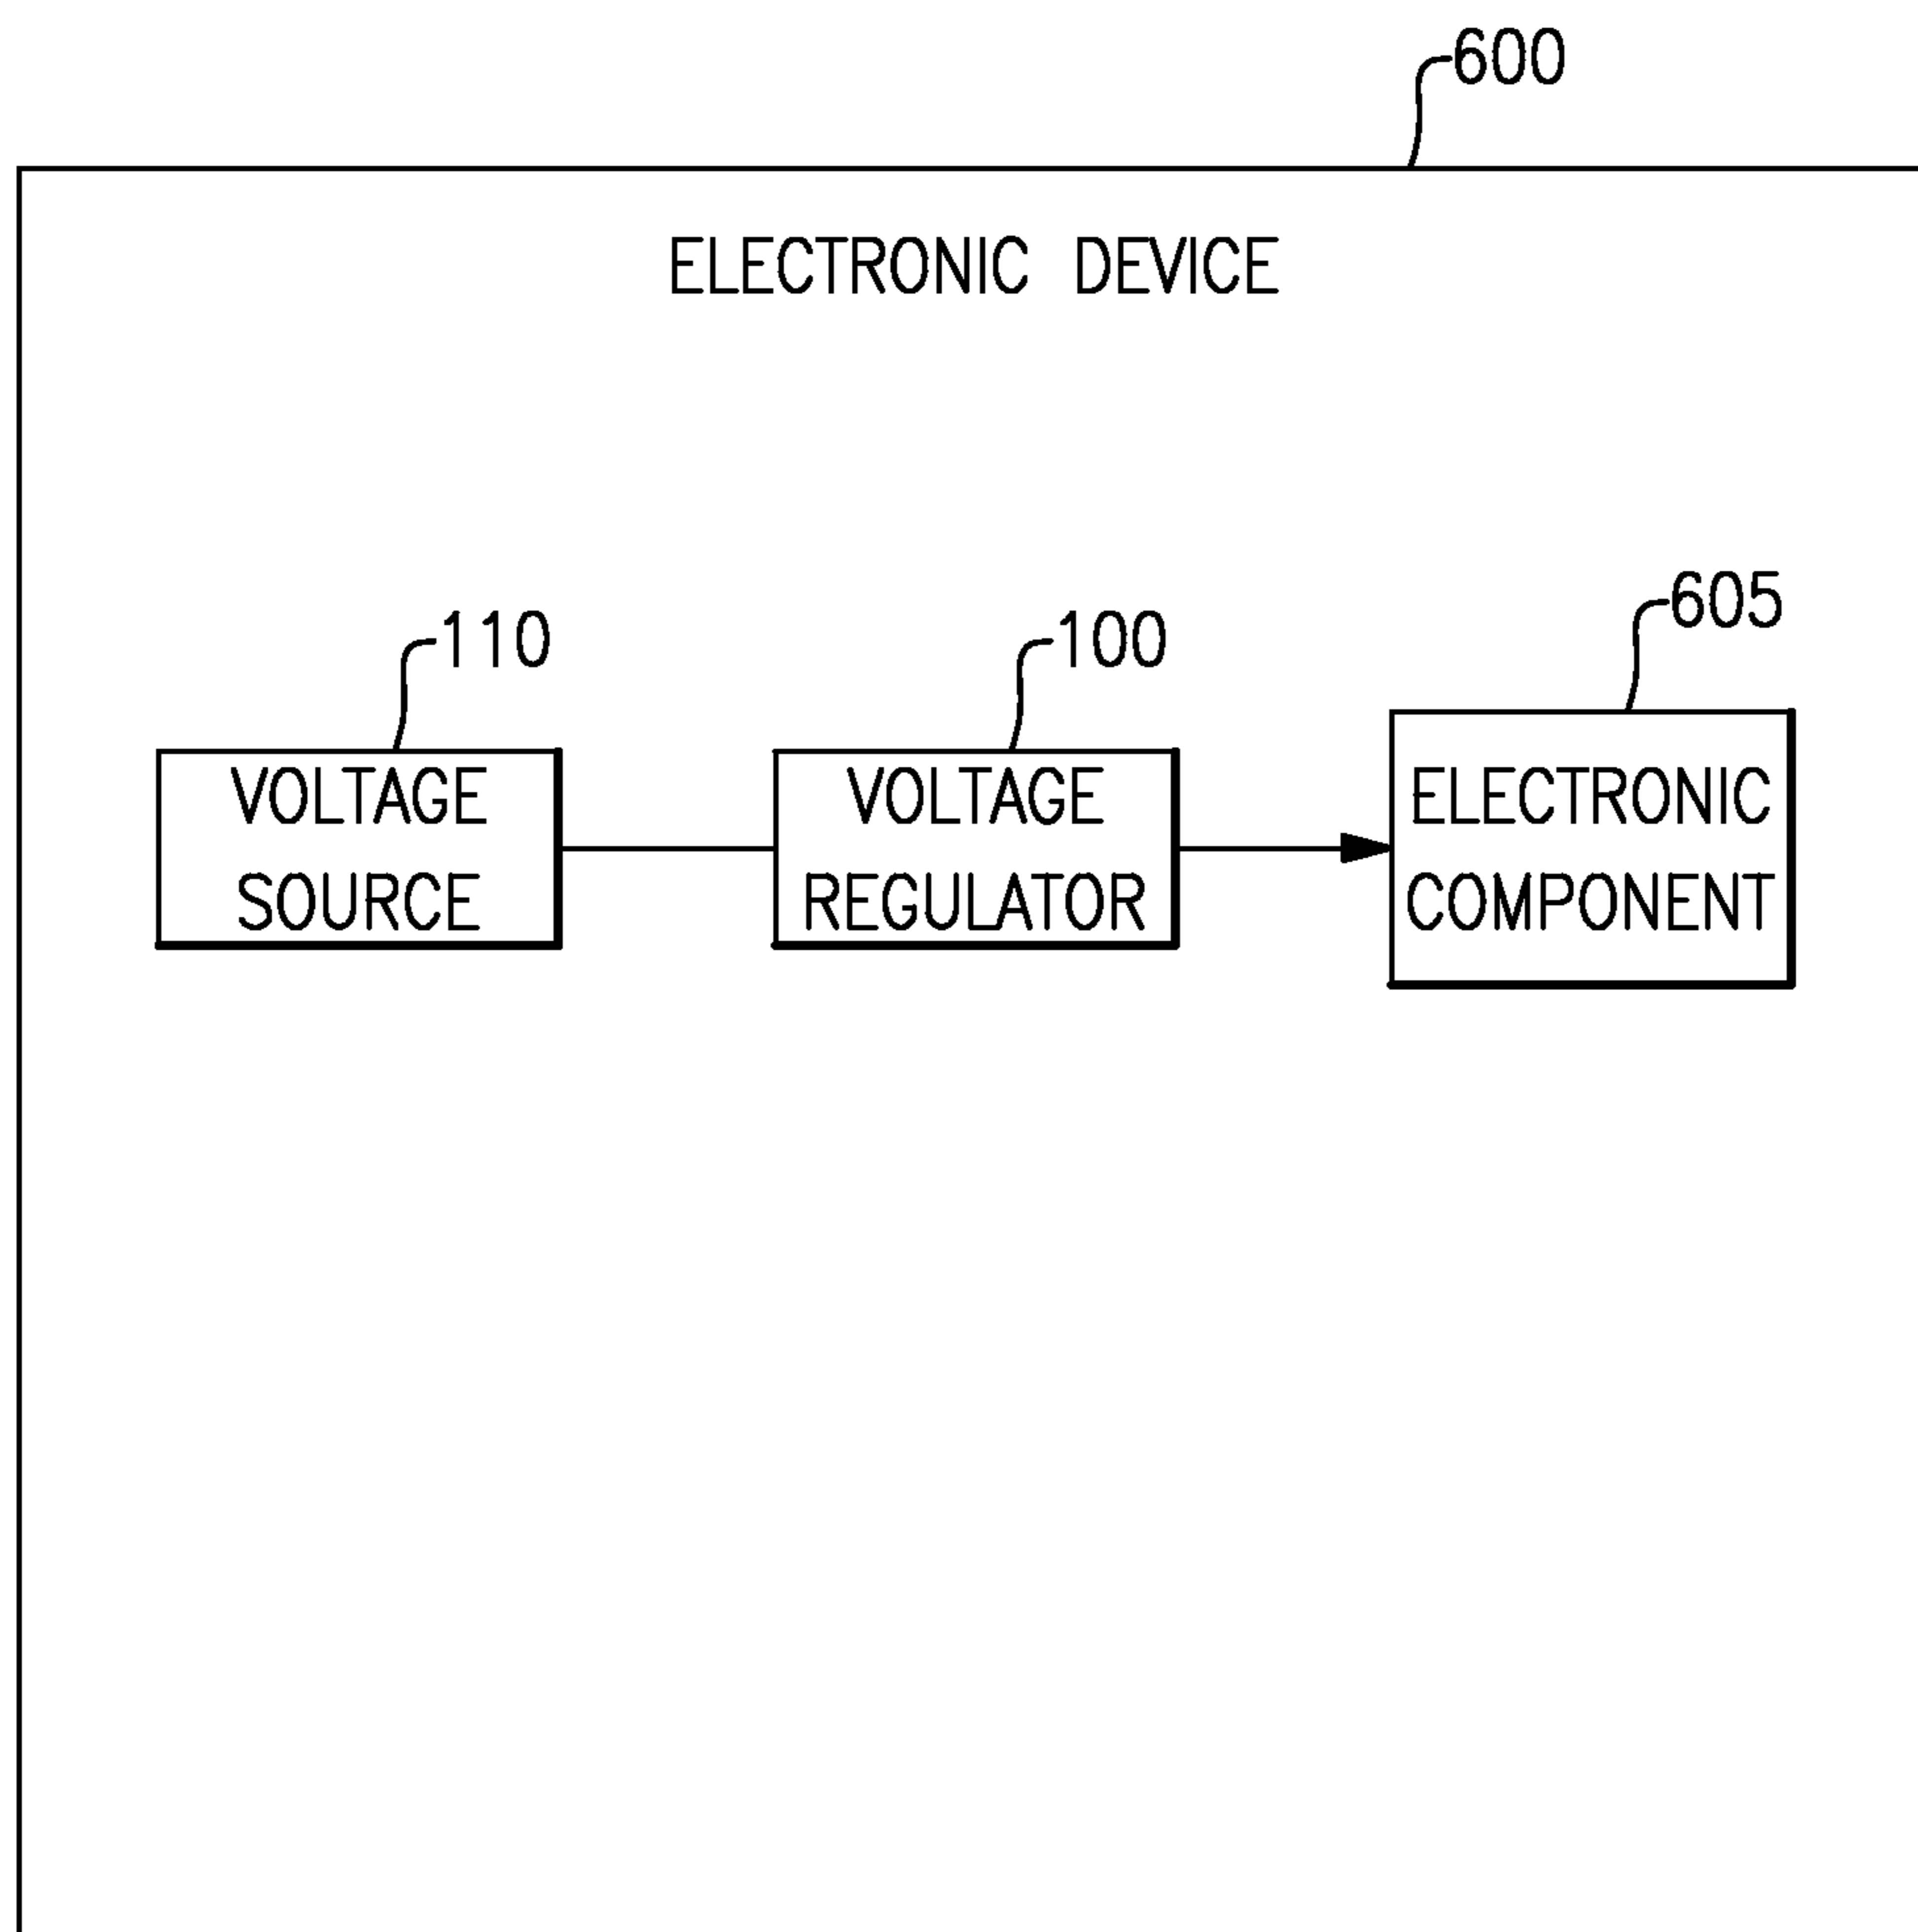 600
ELECTRONIC DEVICE
110
100
605
VOLTAGE
SOURCE
VOLTAGE
REGULATOR
ELECTRONIC
COMPONENT